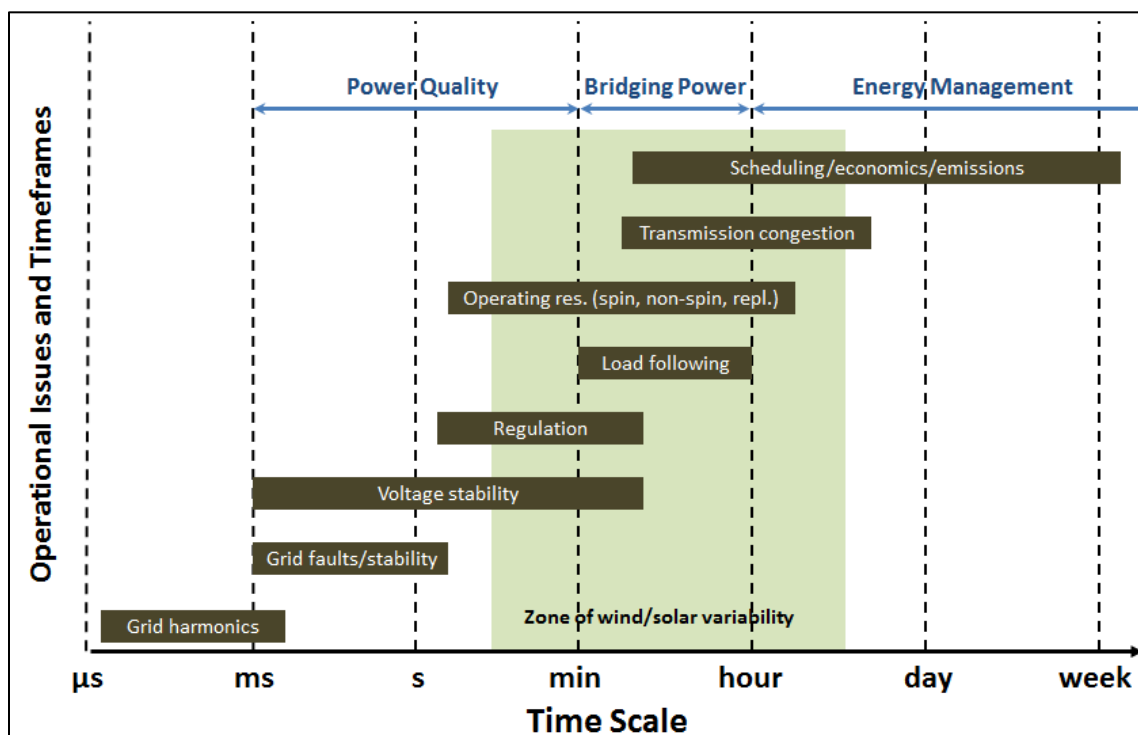 Power Quality
Bridging Power
Energy Management
Operational Issues and Timeframes
Scheduling/economics/emissions
Transmission congestion
Operating res. (spin, non-spin, repl.)
Load following
Regulation
Voltage stability
Grid faults/stability
Zone of wind/solar variability
Grid harmonics
μs
ms
s
min
hour
day
week
Time Scale